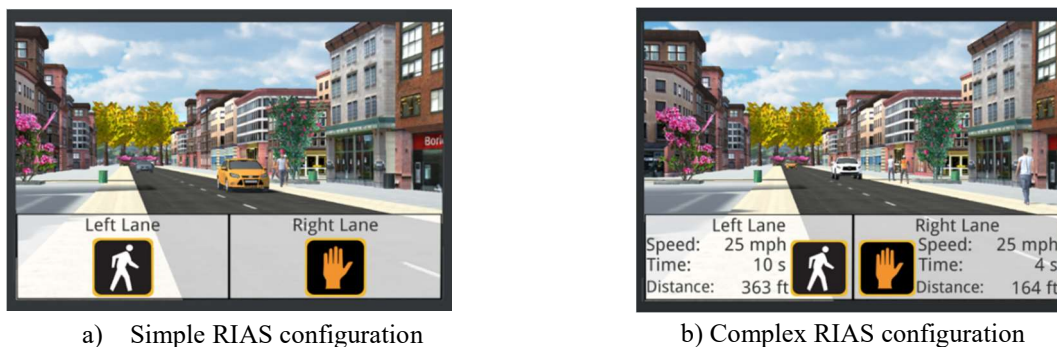 Left Lane
Right Lane
a) Simple RIAS configuration
Left Lane
Speed: 25 mph
Time: 10 s
Distance: 363 ft
Right Lane
Speed: 25 mph
Time: 4 s
Distance: 164 ft
b) Complex RIAS configuration